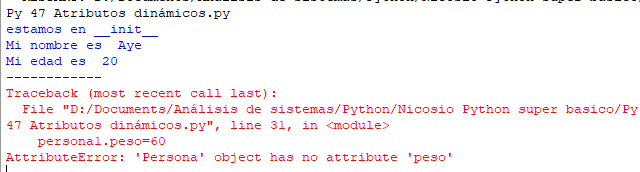 Py 47 Atributos dinámicos.py
estamos en __init__
Mi nombre es  Aye
Mi edad es  20
------------
Traceback (most recent call last):
  File "D:/Documents/Análisis de sistemas/Python/Nicosio Python super basico/Py
47 Atributos dinámicos.py", line 31, in <module>
    persona1.peso=60
AttributeError: 'Persona' object has no attribute 'peso'